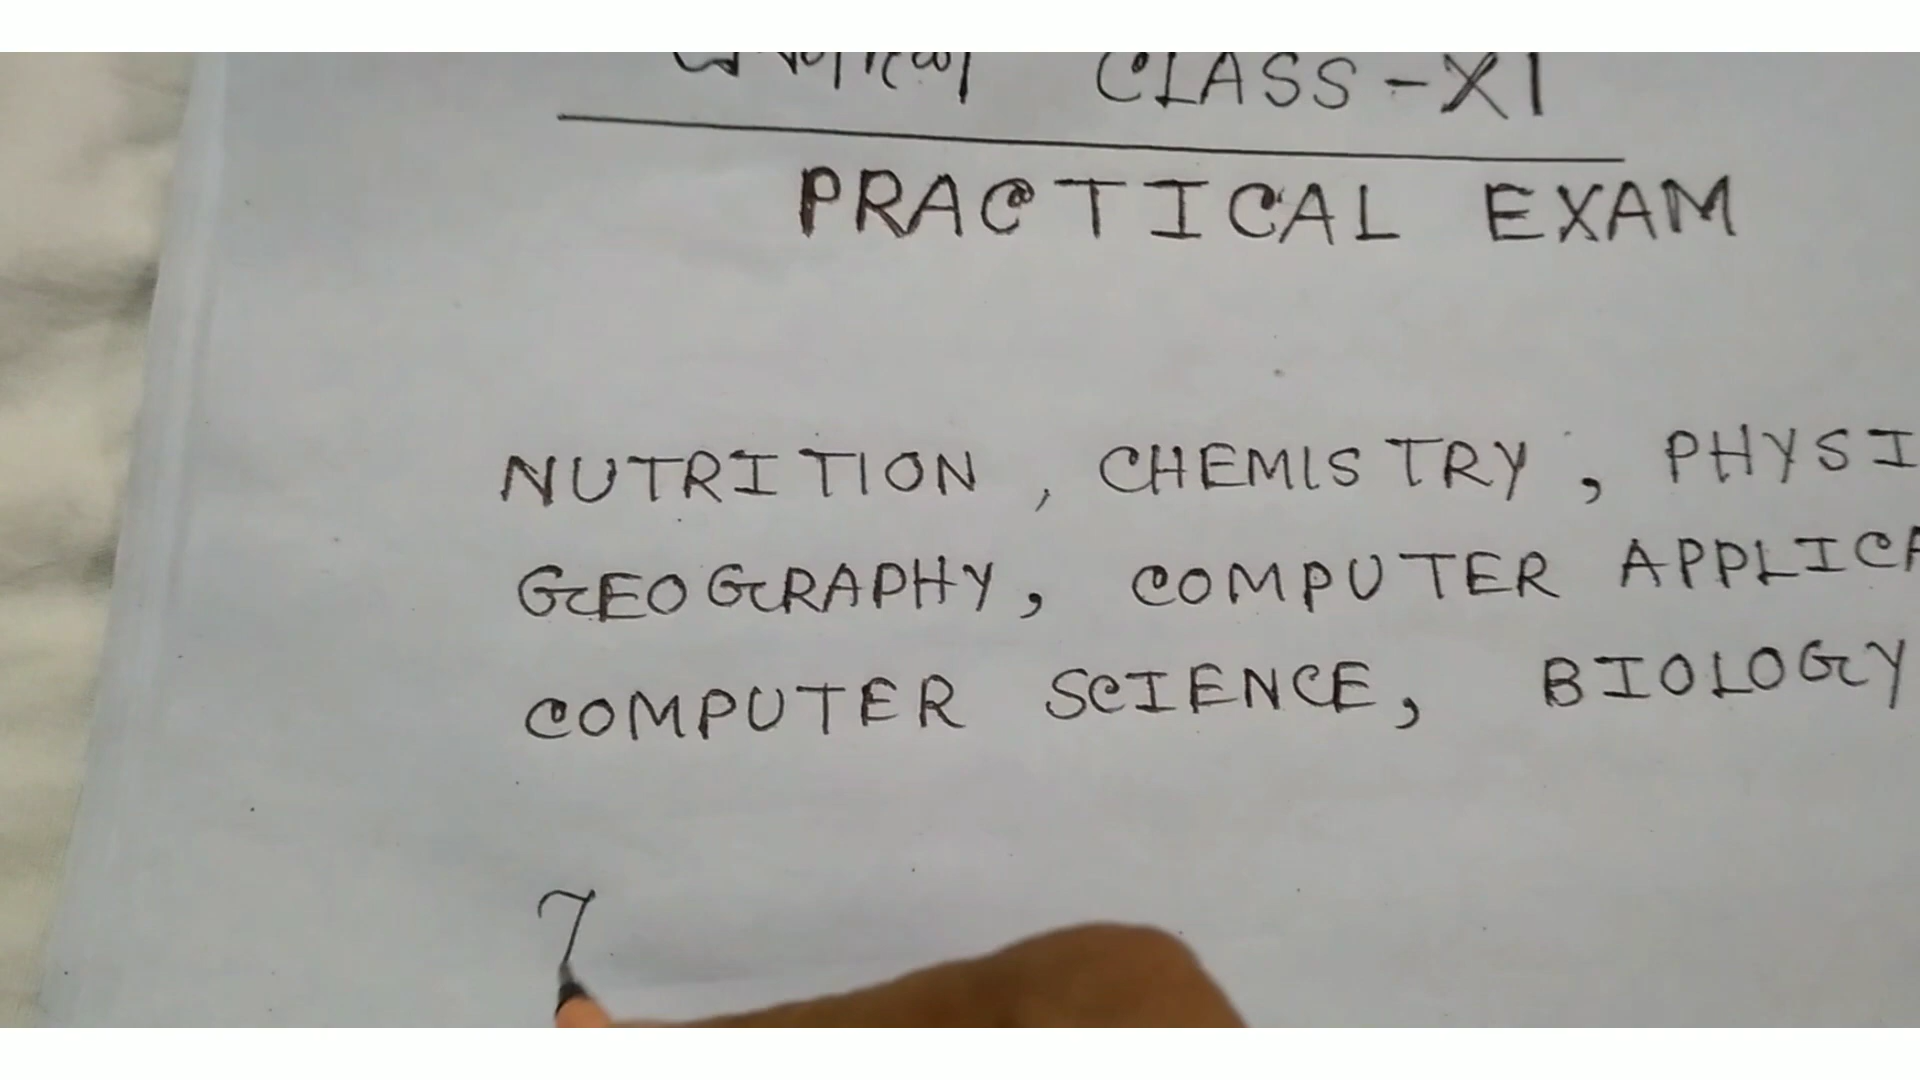 CLASS-XI
PRACTICAL EXAM
NUTRITION, CHEMISTRY, PHYSI
GEOGRAPHY, COMPUTER APPLICA
COMPUTER SCIENCE, BIOLOGY
7